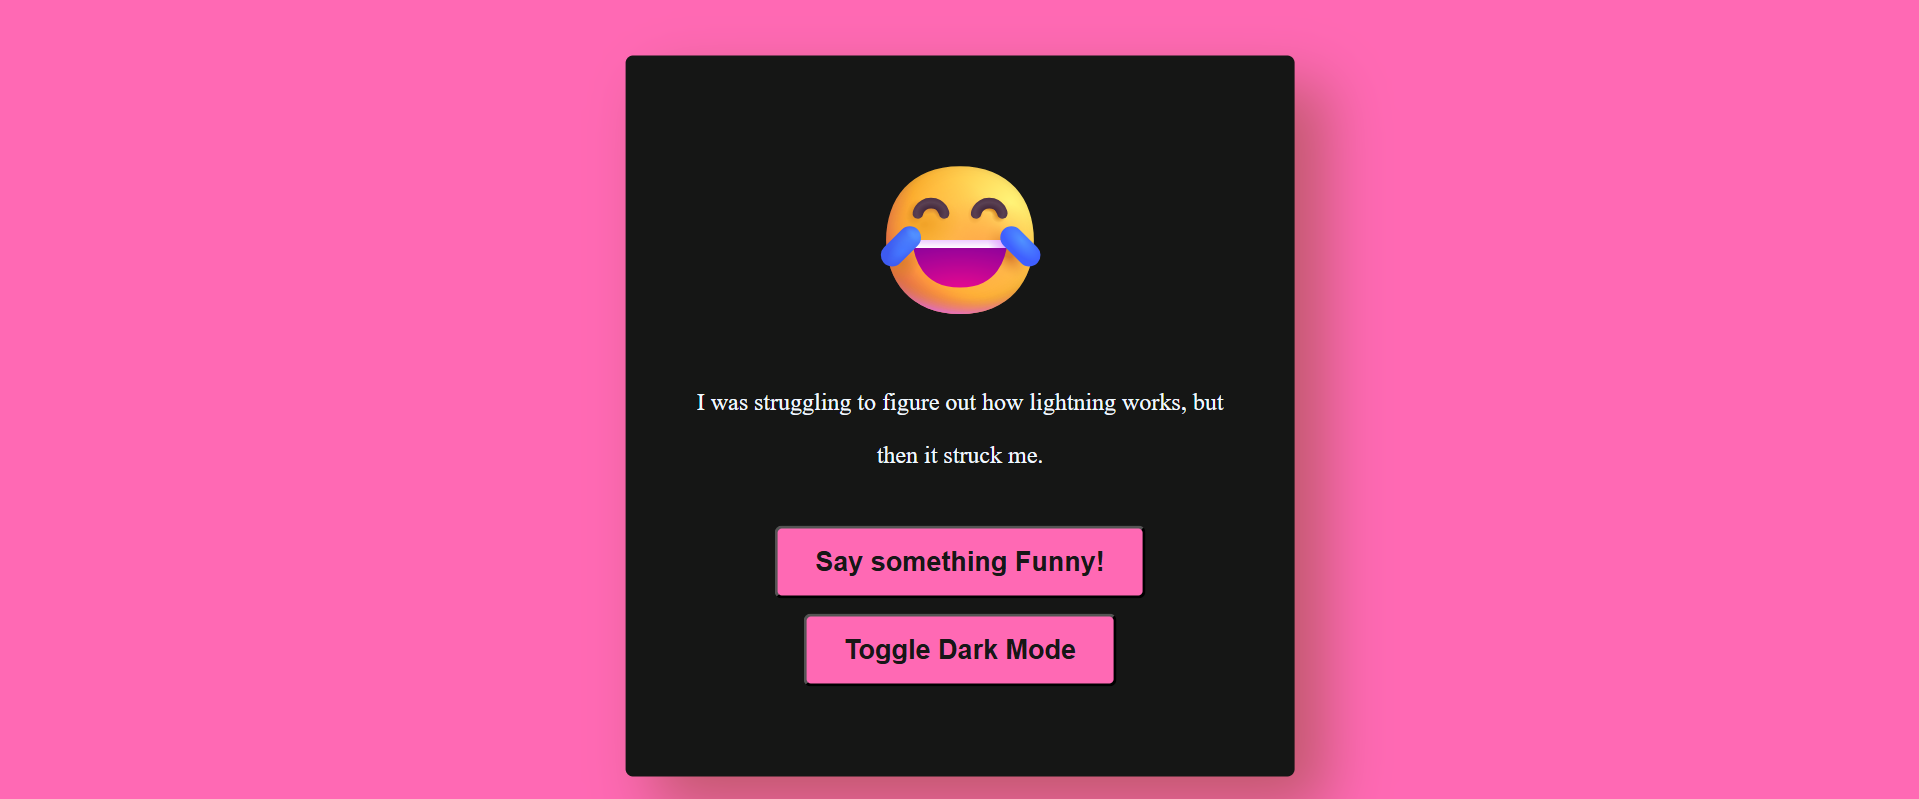 I was struggling to figure out how lightning works, but
then it struck me.
Say something Funny!
Toggle Dark Mode